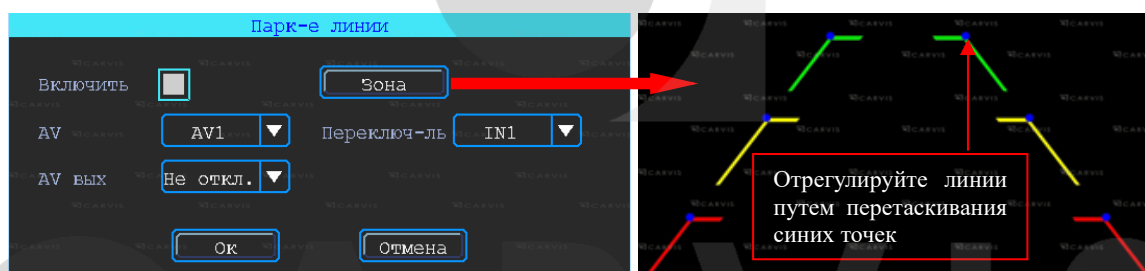 Парк-е линии
Включить
Зона
AV AV1 Переключ-ль IN1
AV вых Не откл.
Ок Отмена
Отрегулируйте линии
путем перетаскивания
синих точек